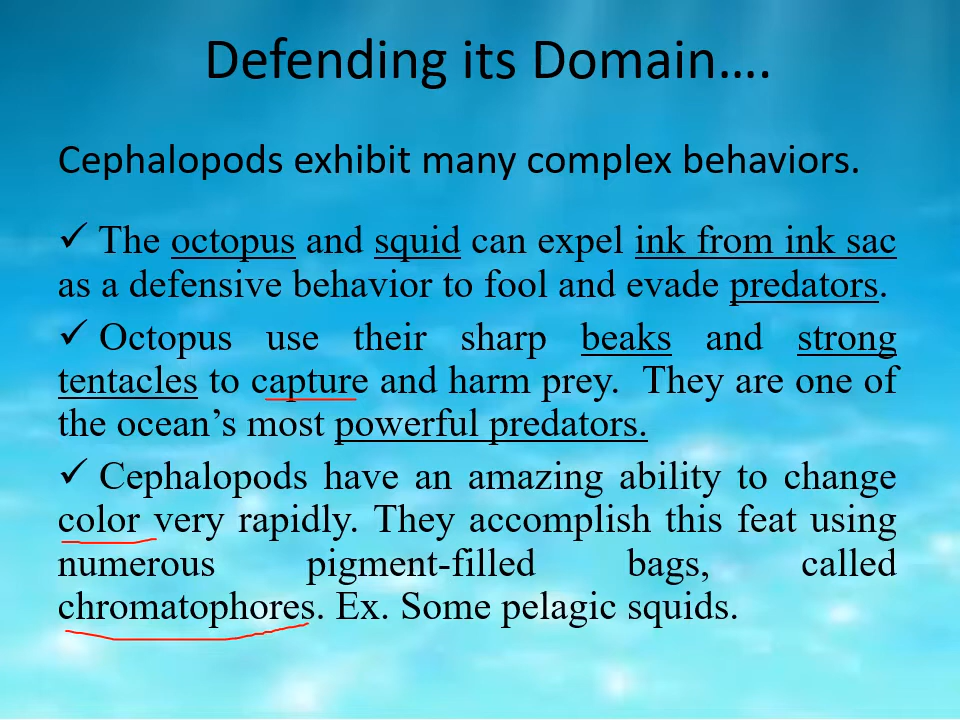 Defending its Domain….
Cephalopods exhibit many complex behaviors.
✓ The octopus and squid can expel ink from ink sac
as a defensive behavior to fool and evade predators.
✓ Octopus use their sharp beaks and strong
tentacles to capture and harm prey. They are one of
the ocean’s most powerful predators.
✓ Cephalopods have an amazing ability to change
color very rapidly. They accomplish this feat using
numerous pigment-filled bags, called
chromatophores. Ex. Some pelagic squids.